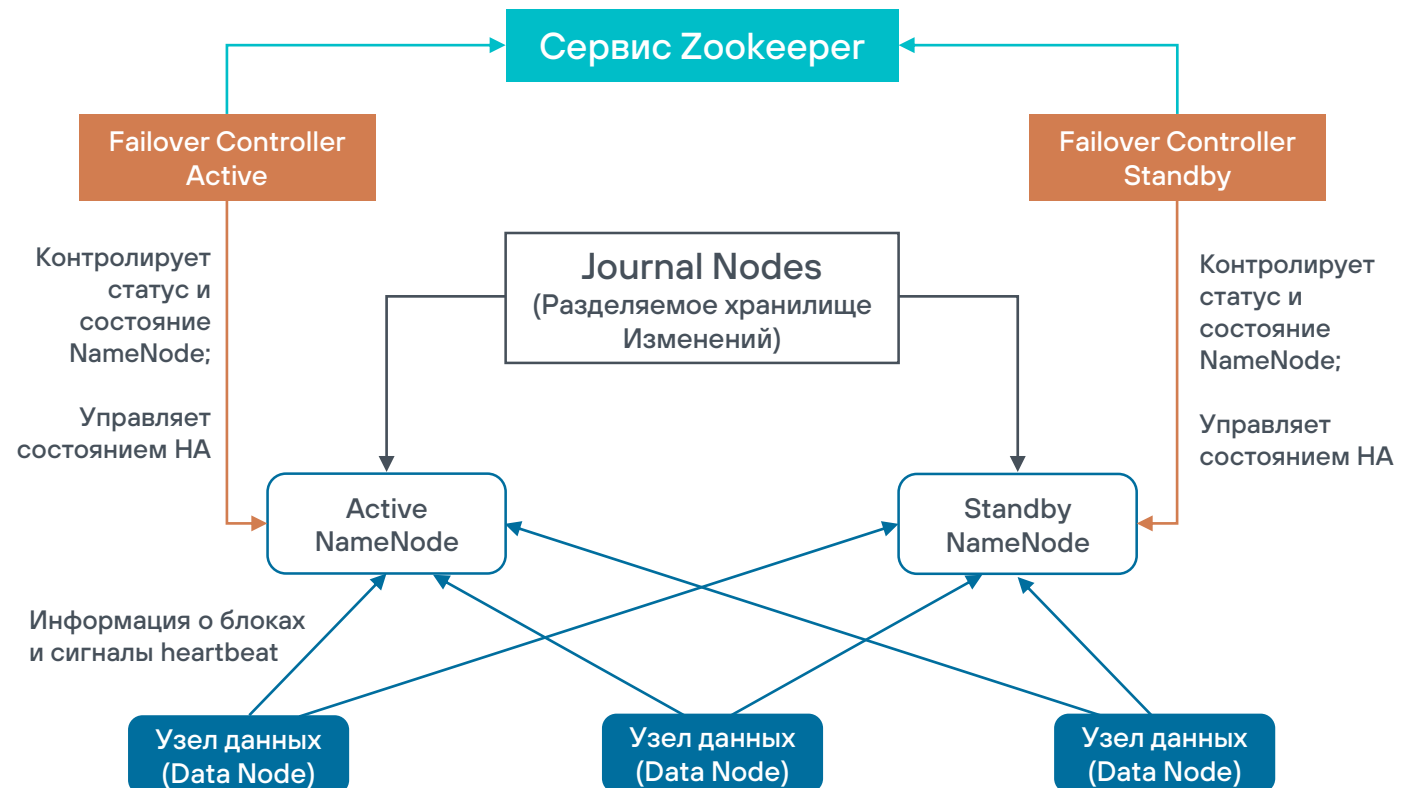 Сервис Zookeeper
Failover Controller
Active
Failover Controller
Standby
Контролирует
статус и
состояние
NameNode;
Управляет
состоянием HA
Journal Nodes
(Разделяемое хранилище
Изменений)
Контролирует
статус и
состояние
NameNode;
Управляет
состоянием HA
Active
NameNode
Standby
NameNode
Информация о блоках
и сигналы heartbeat
Узел данных
(Data Node)
Узел данных
(Data Node)
Узел данных
(Data Node)